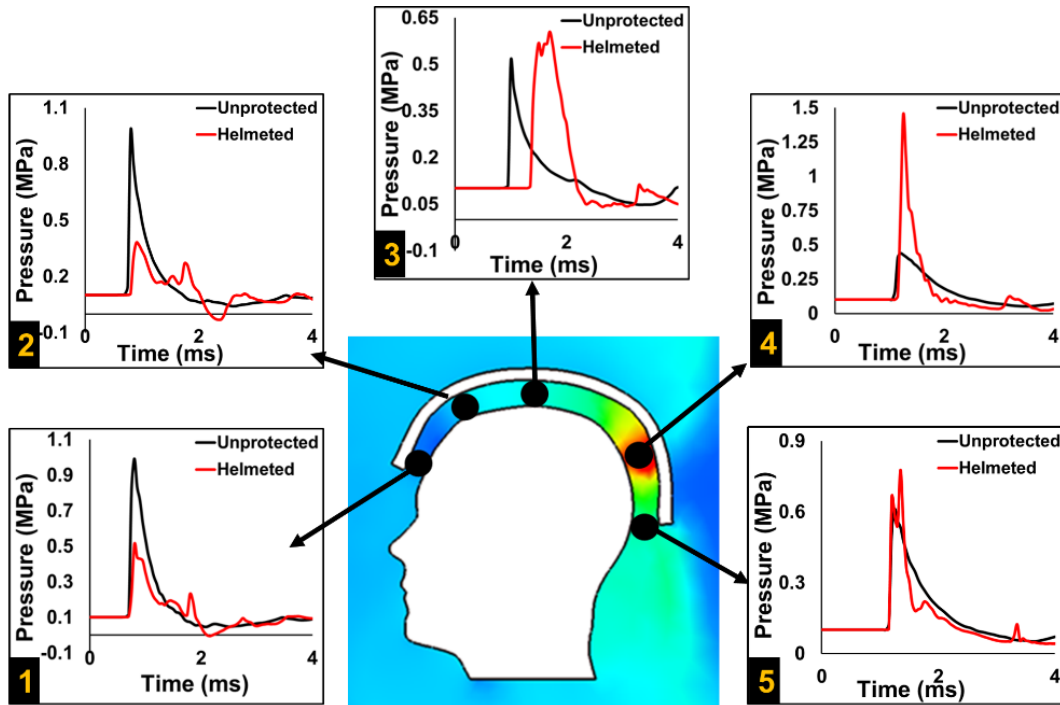 0.65
0.5
0.35
0.2
0.05
-0.1
Pressure (MPa)
Unprotected
Helmeted
0
2
4
Time (ms)
3
1.1
0.8
0.5
0.2
-0.1
Pressure (MPa)
Unprotected
Helmeted
0
2
4
Time (ms)
2
1.5
1.25
1
0.75
0.5
0.25
0
Pressure (MPa)
Unprotected
Helmeted
0
2
4
Time (ms)
4
1.1
0.9
0.7
0.5
0.3
0.1
-0.1
Pressure (MPa)
Unprotected
Helmeted
0
2
4
Time (ms)
1
0.9
0.6
0.3
0
Pressure (MPa)
Unprotected
Helmeted
0
2
4
Time (ms)
5